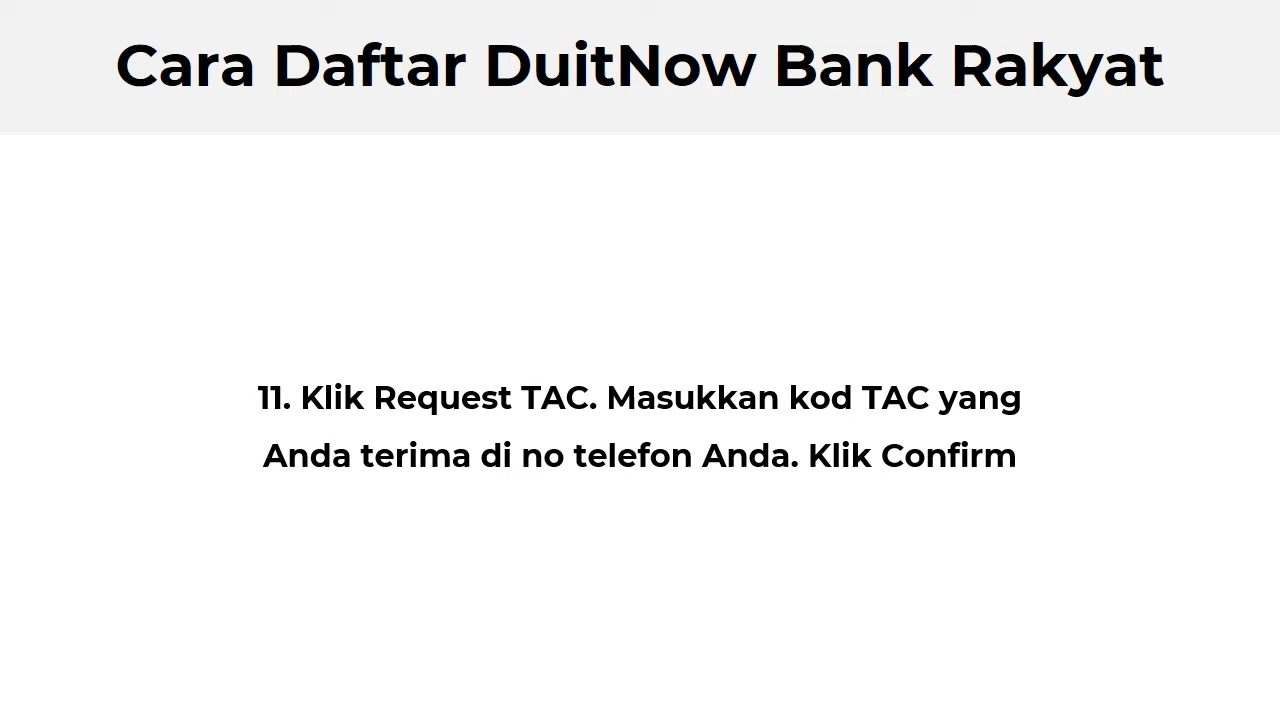 Cara Daftar DuitNow Bank Rakyat
11. Klik Request TAC. Masukkan kod TAC yang
Anda terima di no telefon Anda. Klik Confirm